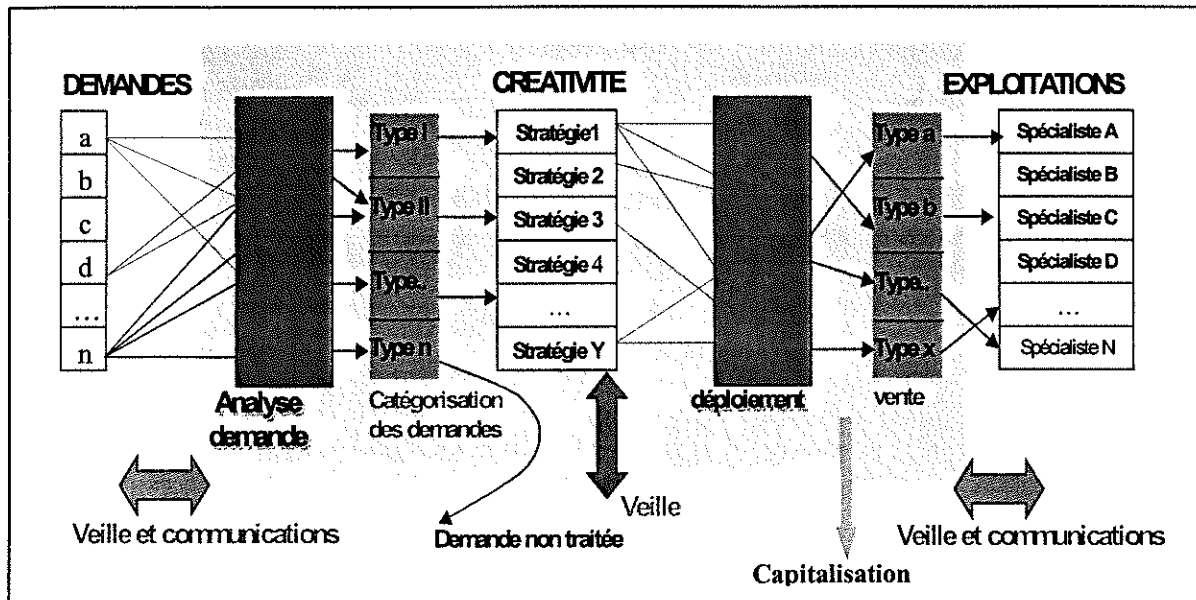 DEMANDES
CREATIVITE
EXPLOITATIONS
a
b
c
d
...
n
Analyse
demande
Type I
Type II
Type..
Type n
Catégorisation
des demandes
Stratégie1
Stratégie 2
Stratégie 3
Stratégie 4
...
Stratégie Y
déploiement
Type a
Type b
Type..
Type x
vente
Spécialiste A
Spécialiste B
Spécialiste C
Spécialiste D
...
Spécialiste N
Veille et communications
Demande non traitée
Veille
Capitalisation
Veille et communications